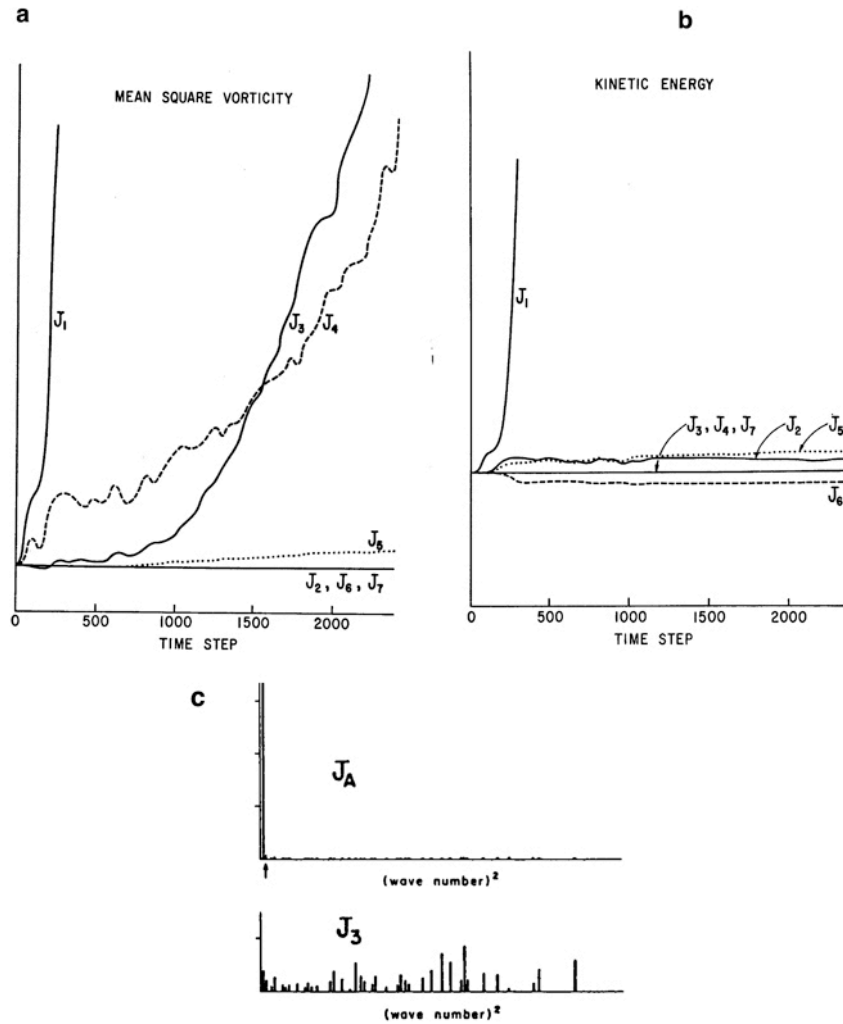 a
MEAN SQUARE VORTICITY
J₁
J₃
J₄
J₅
J₂, J₆, J₇
0
500
1000
1500
2000
TIME STEP
b
KINETIC ENERGY
J₁
J₃, J₄, J₇
J₂
J₅
J₆
0
500
1000
1500
2000
TIME STEP
c
J_A
(wave number)²
J₃
(wave number)²